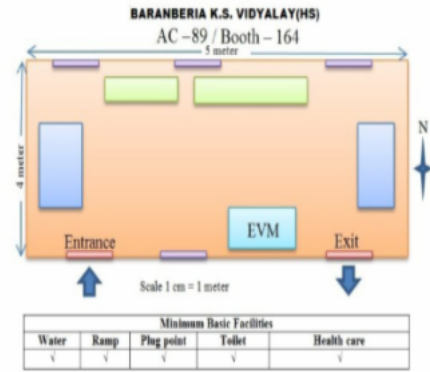 BARANBERIA K.S. VIDYALAY(HS)
AC –89 / Booth – 164
5 meter
4 meter
N
EVM
Entrance
Exit
Scale 1 cm = 1 meter
Minimum Basic Facilities
Water Ramp Plug point Toilet Health care
√ √ √ √ √